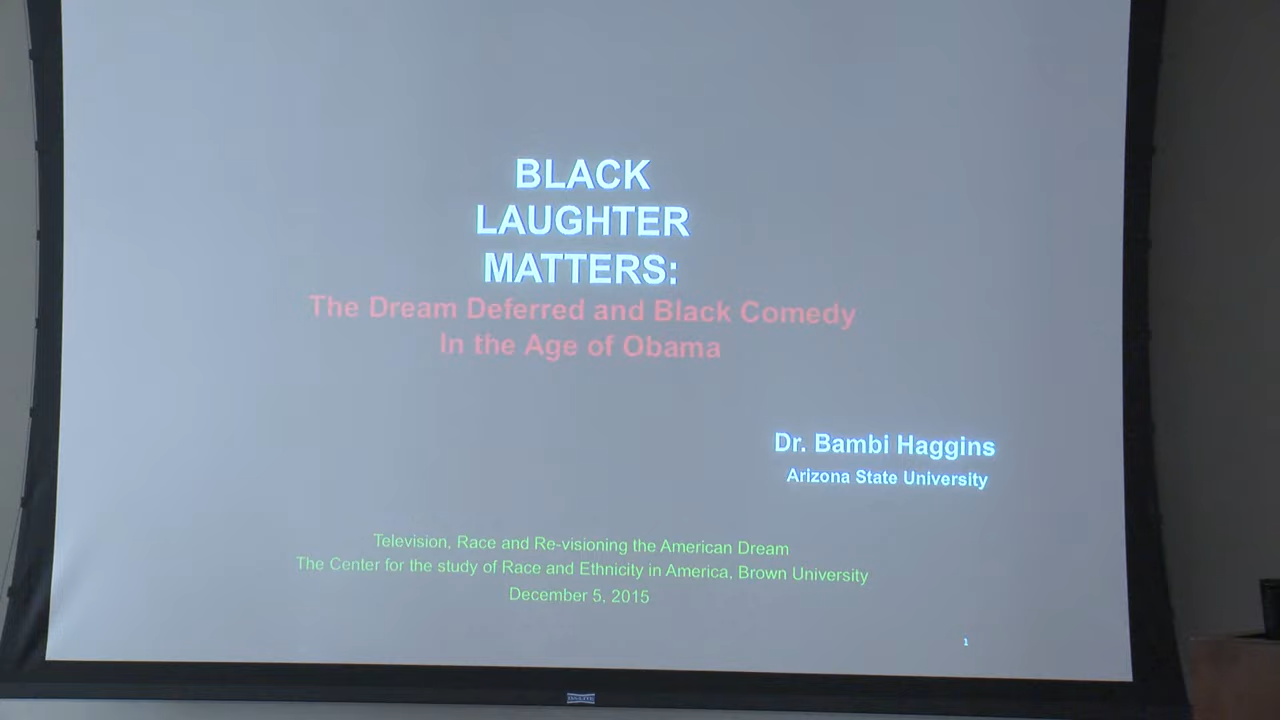 BLACK
LAUGHTER
MATTERS:
The Dream Deferred and Black Comedy
In the Age of Obama
Dr. Bambi Haggins
Arizona State University
Television, Race and Re-visioning the American Dream
The Center for the study of Race and Ethnicity in America, Brown University
December 5, 2015
1
DA-LITE